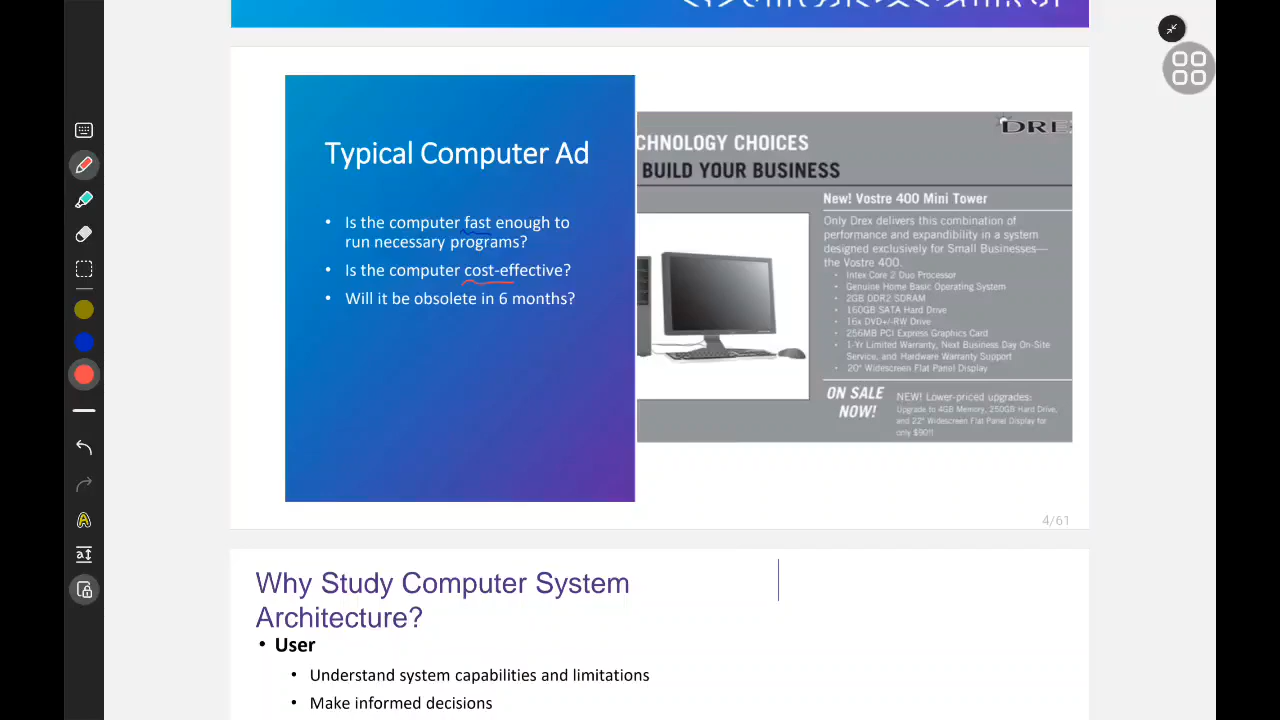 Typical Computer Ad
• Is the computer fast enough to
run necessary programs?
• Is the computer cost-effective?
• Will it be obsolete in 6 months?
DRE
CHNOLOGY CHOICES
BUILD YOUR BUSINESS
New! Vostre 400 Mini Tower
Only Drex delivers this combination of
performance and expandibility in a system
designed exclusively for Small Businesses—
the Vostre 400.
• Intex Core 2 Duo Processor
• Genuine Home Basic Operating System
• 2GB DDR2 SDRAM
• 160GB SATA Hard Drive
• 16x DVD+/-RW Drive
• 256MB PCI Express Graphics Card
• 1-Yr Limited Warranty, Next Business Day On-Site
Service, and Hardware Warranty Support
• 20" Widescreen Flat Panel Display
ON SALE
NOW!
NEW! Lower-priced upgrades:
Upgrade to 4GB Memory, 250GB Hard Drive,
and 22" Widescreen Flat Panel Display for
only $90!!
4/61
Why Study Computer System
Architecture?
• User
• Understand system capabilities and limitations
• Make informed decisions